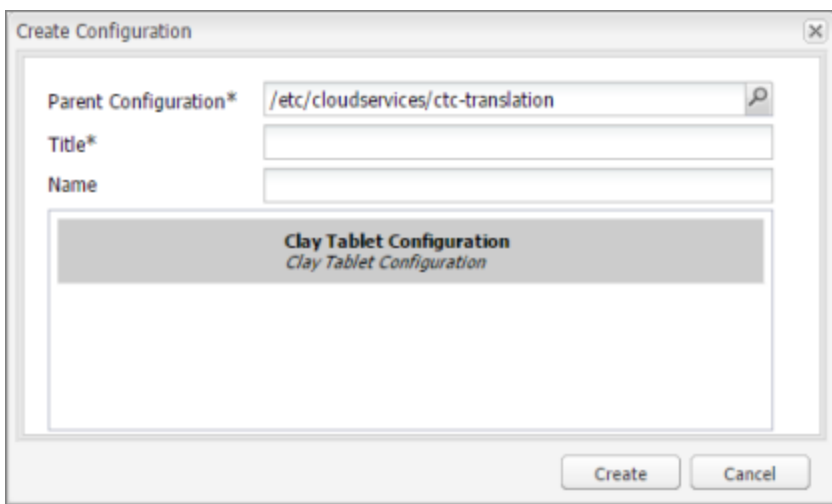 Create Configuration
Parent Configuration* /etc/cloudservices/ctc-translation
Title*
Name
Clay Tablet Configuration
Clay Tablet Configuration
Create Cancel